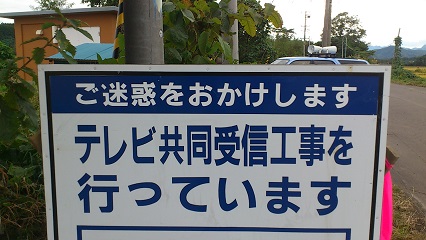 ご迷惑をおかけします
テレビ共同受信工事を
行っています